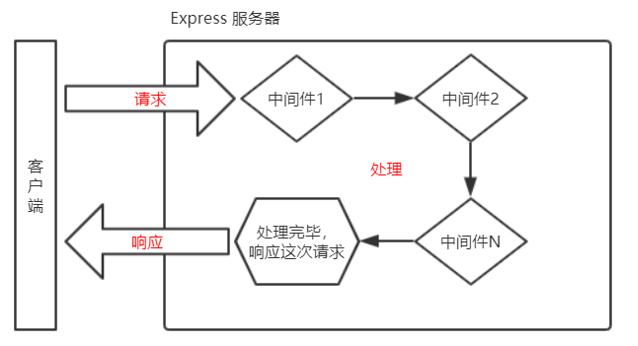 Express 服务器
客户端
请求
中间件1
中间件2
处理
中间件N
处理完毕，
响应这次请求
响应